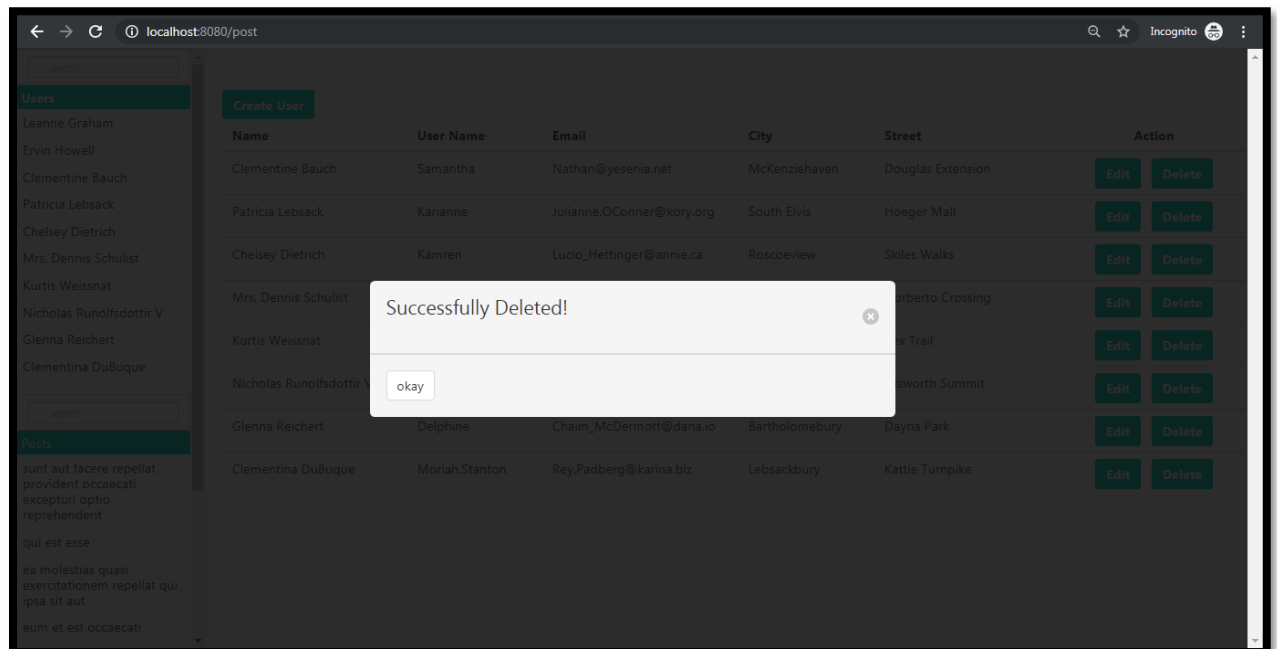 localhost:8080/post
Incognito
search
Users
Leanne Graham
Ervin Howell
Clementine Bauch
Patricia Lebsack
Chelsey Dietrich
Mrs. Dennis Schulist
Kurtis Weissnat
Nicholas Runolfsdottir V
Glenna Reichert
Clementina DuBuque
search
Posts
sunt aut facere repellat
provident occaecati
excepturi optio
reprehenderit
qui est esse
ea molestias quasi
exercitationem repellat qui
ipsa sit aut
eum et est occaecati
Create User
Name User Name Email City Street Action
Clementine Bauch Samantha Nathan@yesenia.net McKenziehaven Douglas Extension Edit Delete
Patricia Lebsack Karianne Julianne.OConner@kory.org South Elvis Hoeger Mall Edit Delete
Chelsey Dietrich Kamren Lucio_Hettinger@annie.ca Roscoeview Skiles Walks Edit Delete
Mrs. Dennis Schulist Crossing Edit Delete
Kurtis Weissnat Trail Edit Delete
Nicholas Runolfsdottir Summit Edit Delete
Glenna Reichert Delphine Chaim_McDermott@dana.io Bartholomebury Dayna Park Edit Delete
Clementina DuBuque Moriah.Stanton Rey.Padberg@karina.biz Lebsackbury Kattie Turnpike Edit Delete
Successfully Deleted!
okay